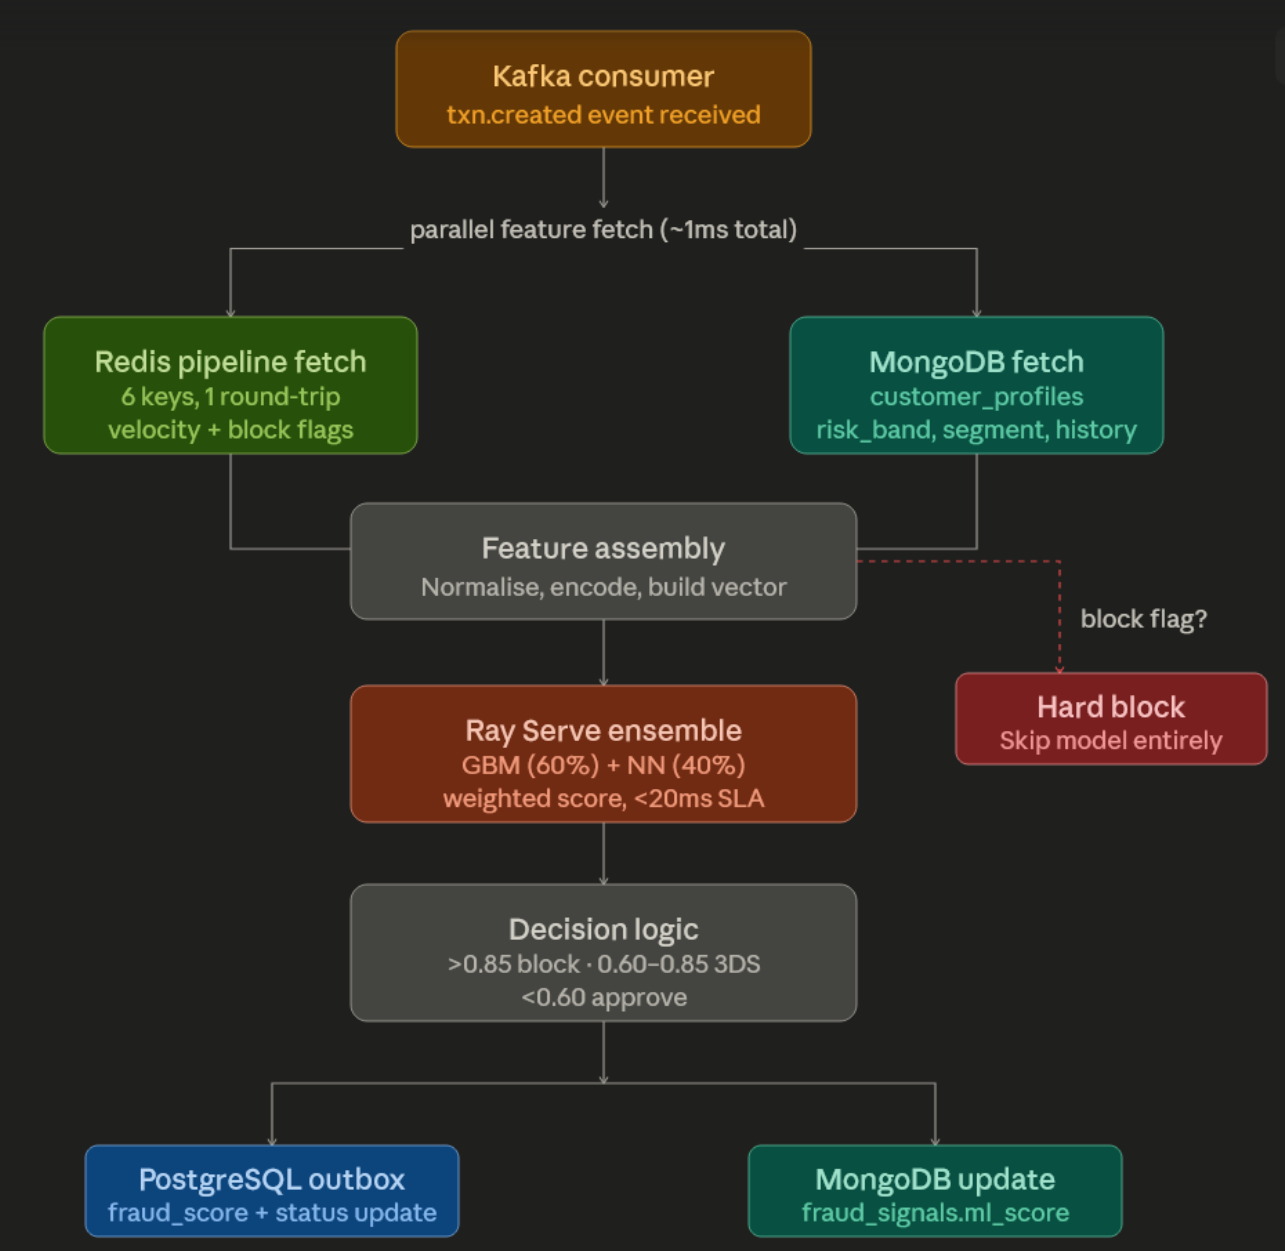 Kafka consumer
txn.created event received
parallel feature fetch (~1ms total)
Redis pipeline fetch
6 keys, 1 round-trip
velocity + block flags
MongoDB fetch
customer_profiles
risk_band, segment, history
Feature assembly
Normalise, encode, build vector
block flag?
Hard block
Skip model entirely
Ray Serve ensemble
GBM (60%) + NN (40%)
weighted score, <20ms SLA
Decision logic
>0.85 block · 0.60–0.85 3DS
<0.60 approve
PostgreSQL outbox
fraud_score + status update
MongoDB update
fraud_signals.ml_score